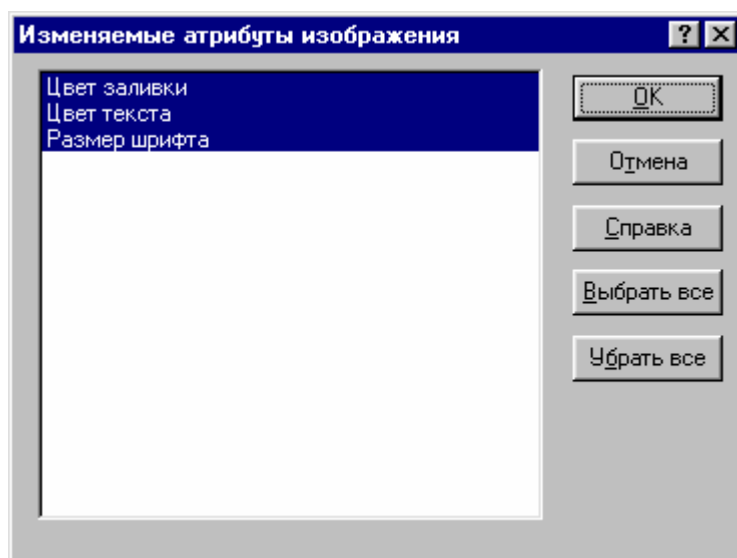 Изменяемые атрибуты изображения
Цвет заливки
Цвет текста
Размер шрифта
OK
Отмена
Справка
Выбрать все
Убрать все